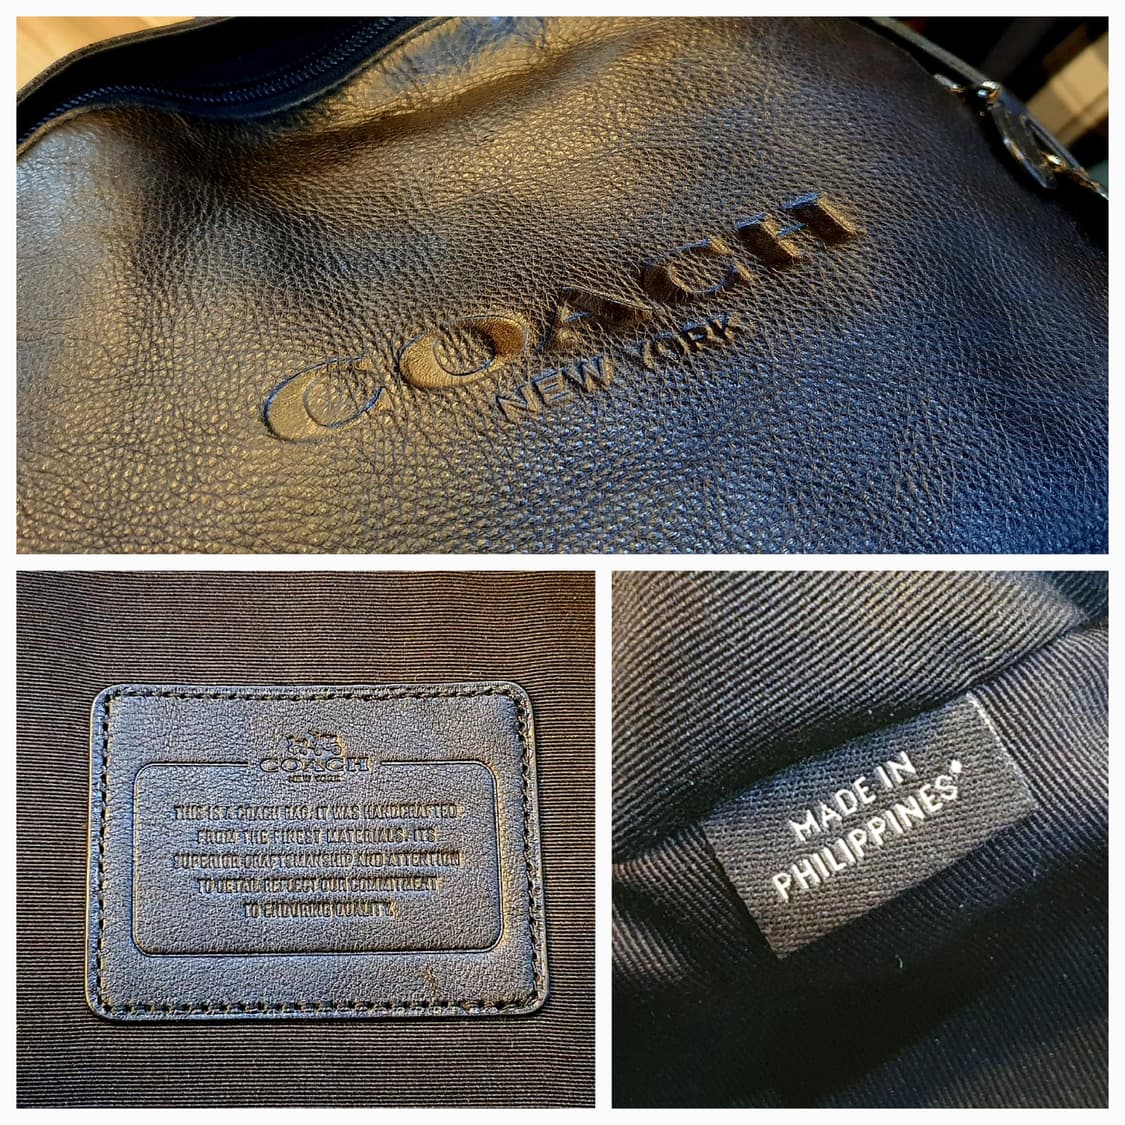 COACH
NEW YORK
COACH
NEW YORK
THIS IS A COACH BAG. IT WAS HANDCRAFTED
FROM THE FINEST MATERIALS. ITS
SUPERIOR CRAFTSMANSHIP AND ATTENTION
TO DETAIL REFLECT OUR COMMITMENT
TO ENDURING QUALITY.
MADE IN
PHILIPPINES*